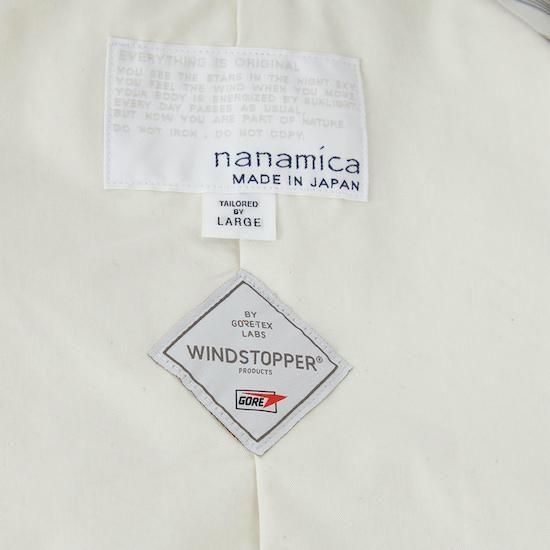 EVERYTHING IS ORIGINAL
YOU SEE THE STARS IN THE NIGHT SKY.
YOU FEEL THE WIND WHEN YOU MOVE.
YOUR BODY IS ENERGIZED BY SUNLIGHT.
EVERY DAY PASSES AS USUAL,
BUT NOW YOU ARE PART OF NATURE.
DO NOT IRON, DO NOT COPY.
nanamica
MADE IN JAPAN
TAILORED
BY
LARGE
BY
GORE-TEX
LABS
WINDSTOPPER®
PRODUCTS
GORE